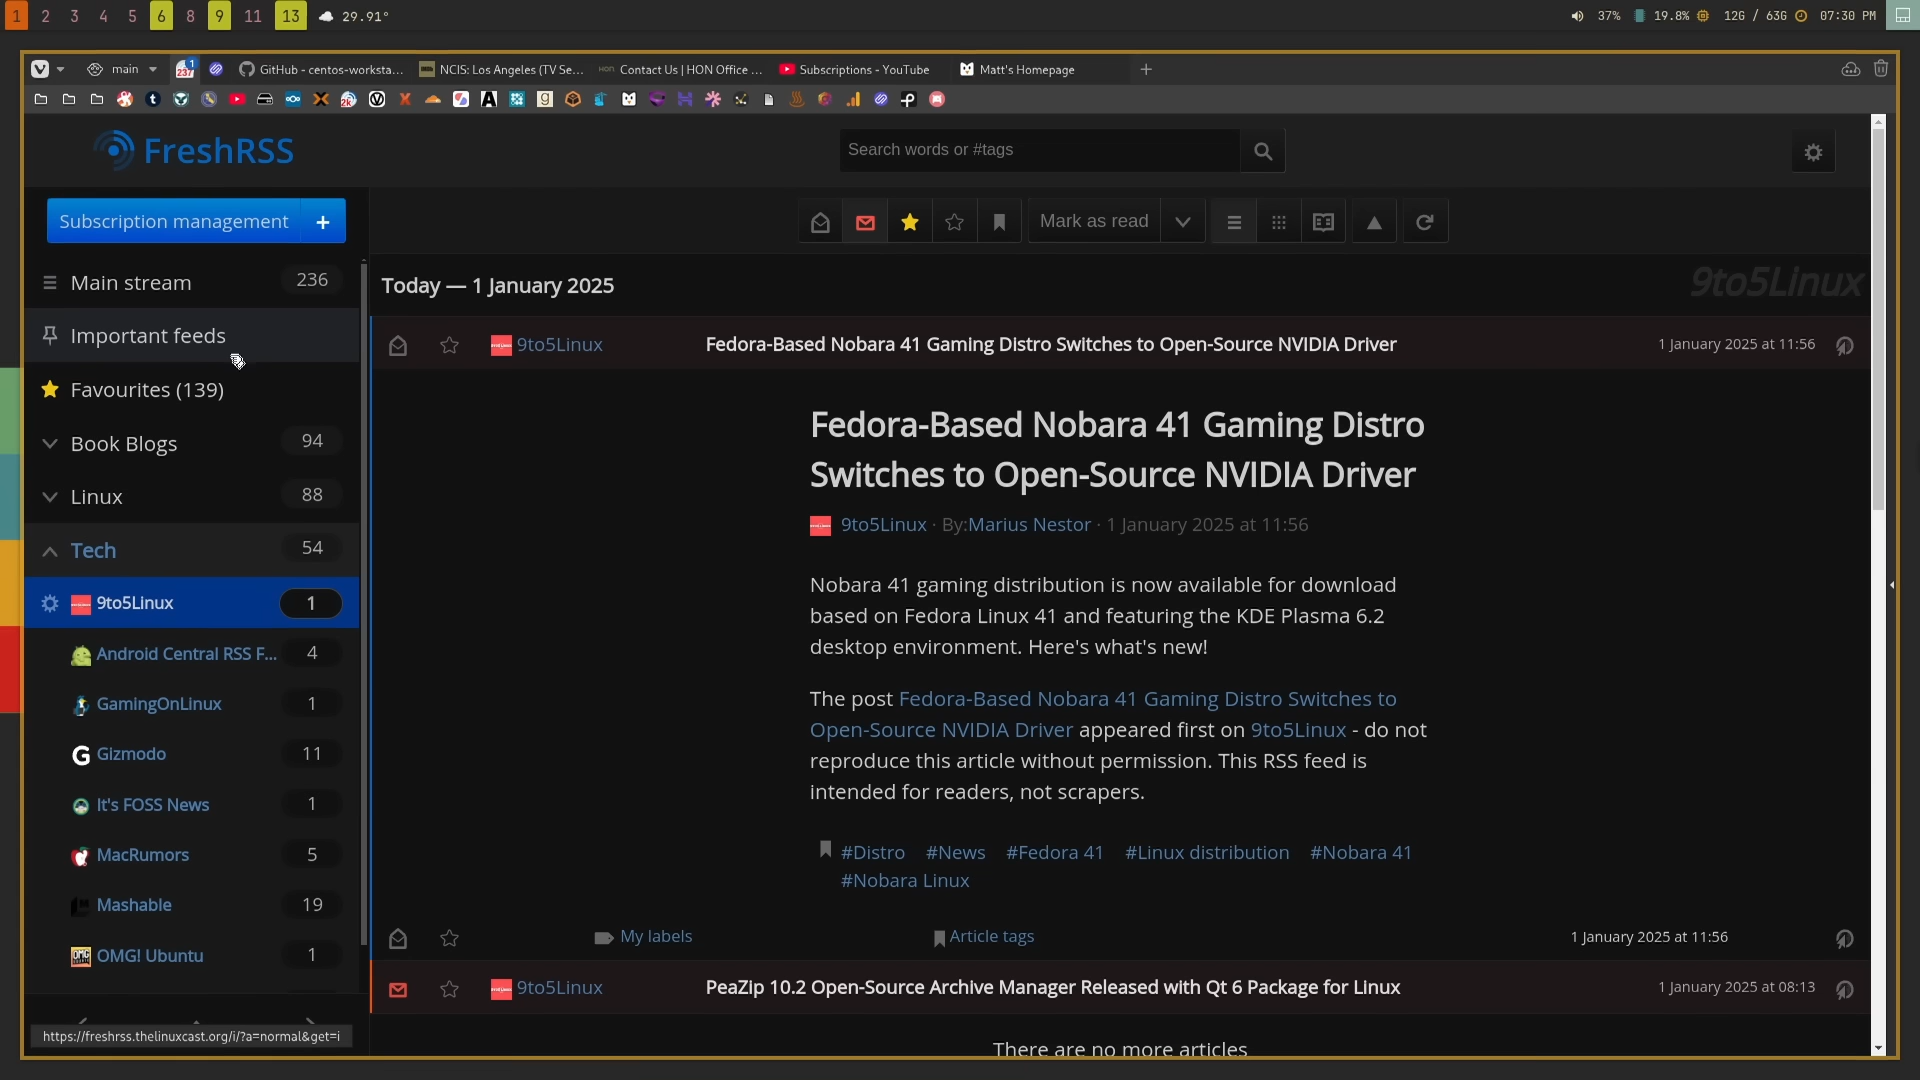 1 2 3 4 5 6 8 9 11 13 29.91°
37% 19.8% 12G / 63G 07:30 PM
main
237
1
GitHub - centos-worksta...
NCIS: Los Angeles (TV Se...
HON
Contact Us | HON Office ...
Subscriptions - YouTube
Matt's Homepage
FreshRSS
Search words or #tags
Subscription management +
Mark as read
Main stream 236
Important feeds
Favourites (139)
Book Blogs 94
Linux 88
Tech 54
9to5Linux 1
Android Central RSS F... 4
GamingOnLinux 1
Gizmodo 11
It's FOSS News 1
MacRumors 5
Mashable 19
OMG! Ubuntu 1
https://freshrss.thelinuxcast.org/i/?a=normal&get=i
Today — 1 January 2025
9to5Linux
9to5Linux Fedora-Based Nobara 41 Gaming Distro Switches to Open-Source NVIDIA Driver 1 January 2025 at 11:56
Fedora-Based Nobara 41 Gaming Distro
Switches to Open-Source NVIDIA Driver
9to5Linux · By:Marius Nestor · 1 January 2025 at 11:56
Nobara 41 gaming distribution is now available for download
based on Fedora Linux 41 and featuring the KDE Plasma 6.2
desktop environment. Here's what's new!
The post Fedora-Based Nobara 41 Gaming Distro Switches to
Open-Source NVIDIA Driver appeared first on 9to5Linux - do not
reproduce this article without permission. This RSS feed is
intended for readers, not scrapers.
#Distro #News #Fedora 41 #Linux distribution #Nobara 41
#Nobara Linux
My labels Article tags 1 January 2025 at 11:56
9to5Linux PeaZip 10.2 Open-Source Archive Manager Released with Qt 6 Package for Linux 1 January 2025 at 08:13
There are no more articles